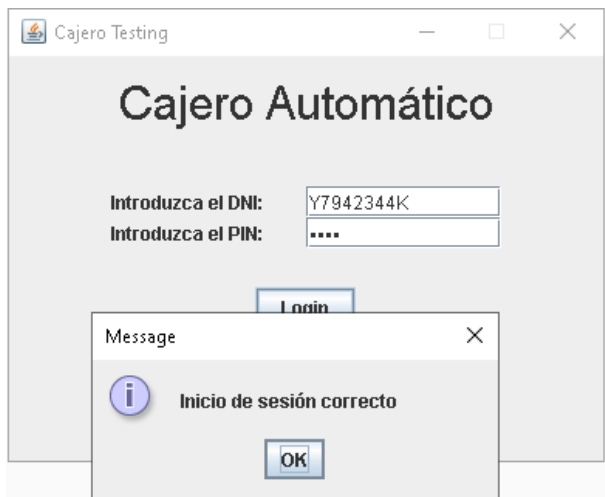 Cajero Testing
Cajero Automático
Introduzca el DNI: Y7942344K
Introduzca el PIN: ••••
Login
Message
Inicio de sesión correcto
OK